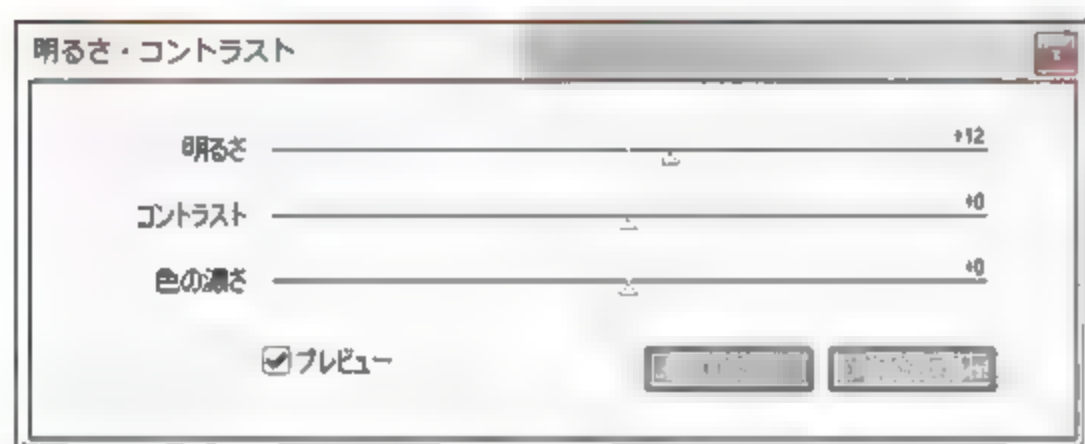 明るさ・コントラスト
明るさ +12
コントラスト +0
色の濃さ +0
プレビュー